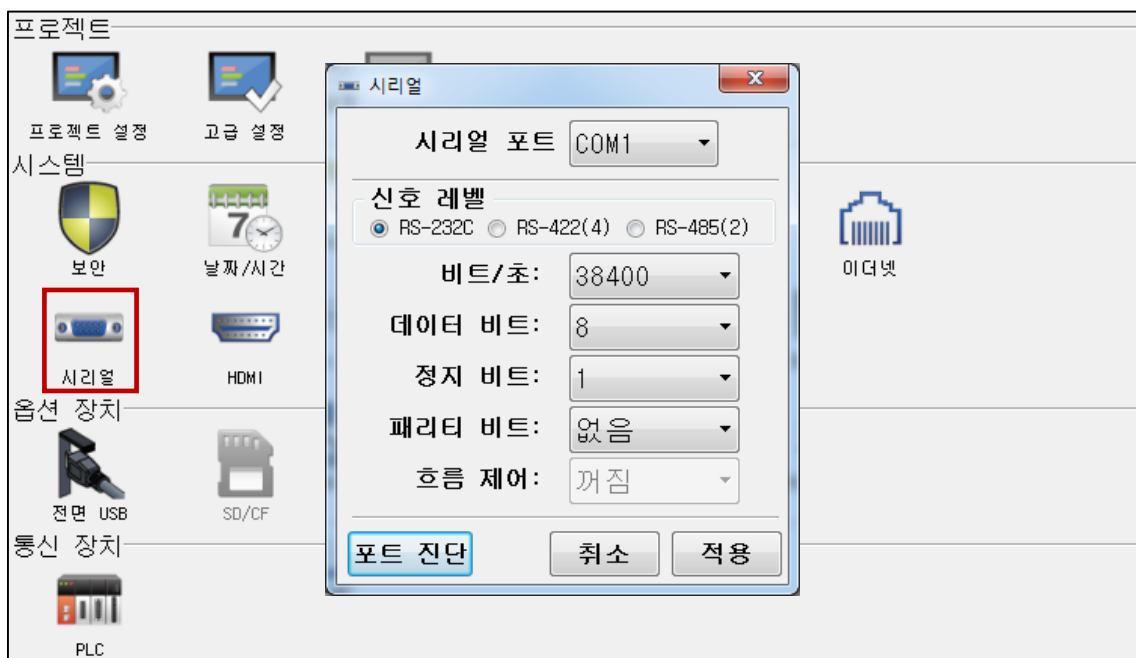 프로젝트
프로젝트 설정
고급 설정
시스템
보안
날짜/시간
7
이더넷
시리얼
HDMI
옵션 장치
전면 USB
SD/CF
통신 장치
PLC
시리얼
시리얼 포트 COM1
신호 레벨
RS-232C RS-422(4) RS-485(2)
비트/초: 38400
데이터 비트: 8
정지 비트: 1
패리티 비트: 없음
흐름 제어: 꺼짐
포트 진단 취소 적용